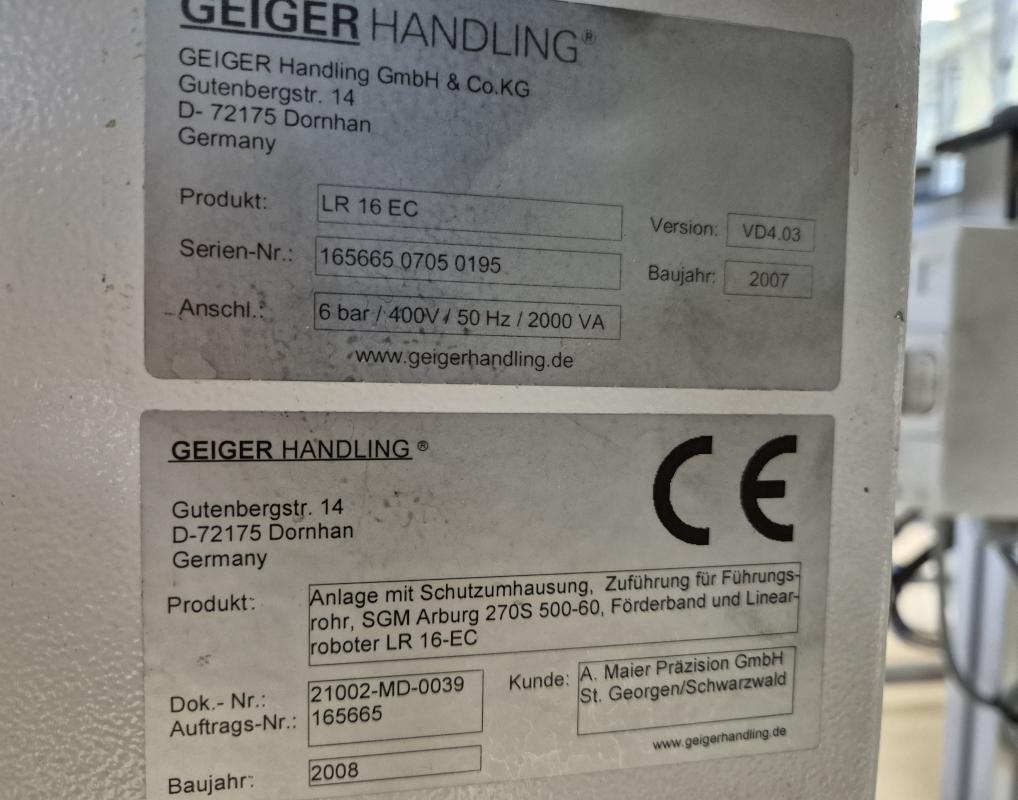 GEIGER HANDLING®
GEIGER Handling GmbH & Co.KG
Gutenbergstr. 14
D- 72175 Dornhan
Germany
Produkt: LR 16 EC
Version: VD4.03
Serien-Nr.: 165665 0705 0195
Baujahr: 2007
Anschl.: 6 bar / 400V / 50 Hz / 2000 VA
www.geigerhandling.de
GEIGER HANDLING ®
CE
Gutenbergstr. 14
D-72175 Dornhan
Germany
Produkt: Anlage mit Schutzumhausung, Zuführung für Führungs-
rohr, SGM Arburg 270S 500-60, Förderband und Linear-
roboter LR 16-EC
Dok.- Nr.: 21002-MD-0039
Auftrags-Nr.: 165665
Kunde: A. Maier Präzision GmbH
St. Georgen/Schwarzwald
www.geigerhandling.de
Baujahr: 2008